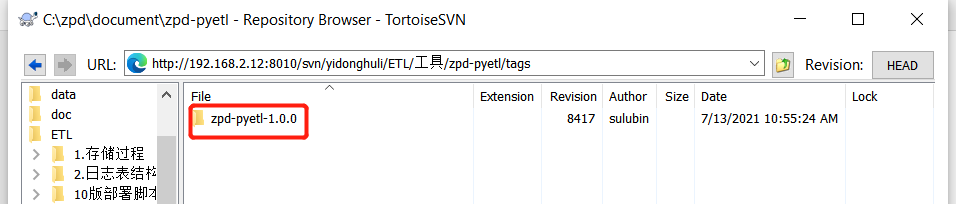 C:\zpd\document\zpd-pyetl - Repository Browser - TortoiseSVN
URL: http://192.168.2.12:8010/svn/yidonghuli/ETL/工具/zpd-pyetl/tags Revision: HEAD
data
doc
ETL
1.存储过程
2.日志表结构
10版部署脚本
File Extension Revision Author Size Date Lock
zpd-pyetl-1.0.0 8417 sulubin 7/13/2021 10:55:24 AM